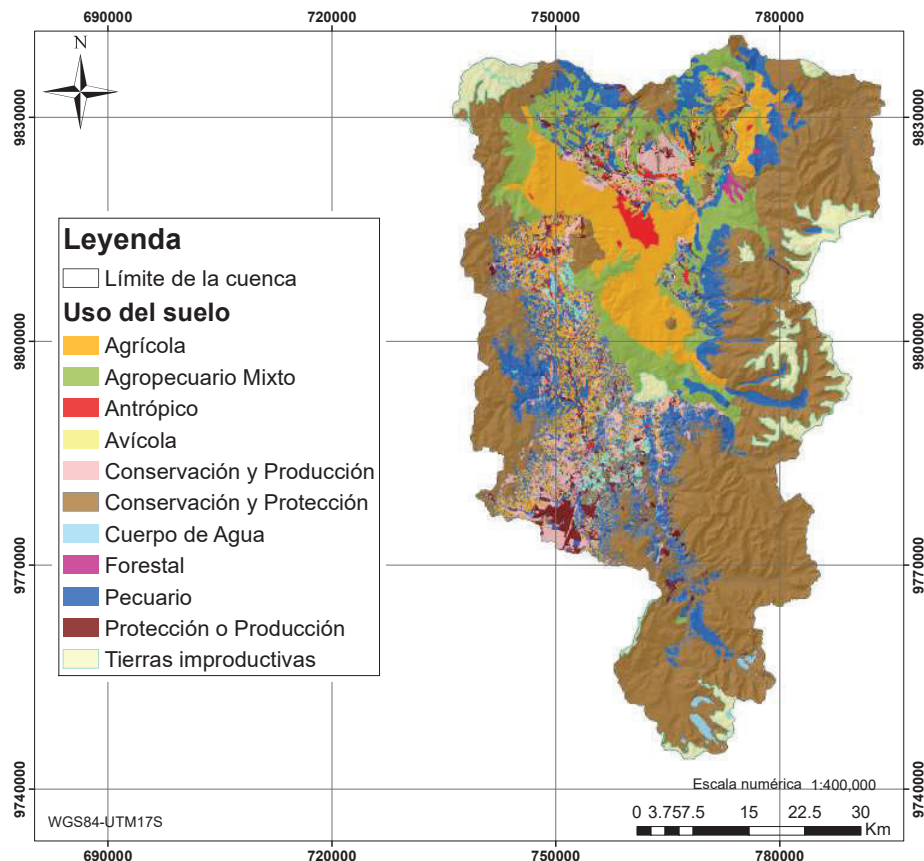 690000 720000 750000 780000
N
9830000 9830000
Leyenda
Límite de la cuenca
Uso del suelo
Agrícola
Agropecuario Mixto
Antrópico
Avícola
Conservación y Producción
Conservación y Protección
Cuerpo de Agua
Forestal
Pecuario
Protección o Producción
Tierras improductivas
9800000 9800000
9770000 9770000
9740000 9740000
Escala numérica 1:400,000
0 3.757.5 15 22.5 30
Km
WGS84-UTM17S
690000 720000 750000 780000